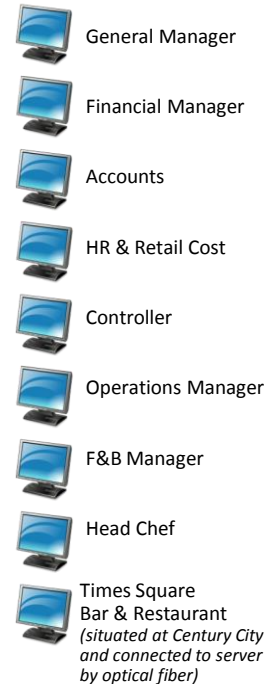 General Manager
Financial Manager
Accounts
HR & Retail Cost
Controller
Operations Manager
F&B Manager
Head Chef
Times Square
Bar & Restaurant
(situated at Century City
and connected to server
by optical fiber)